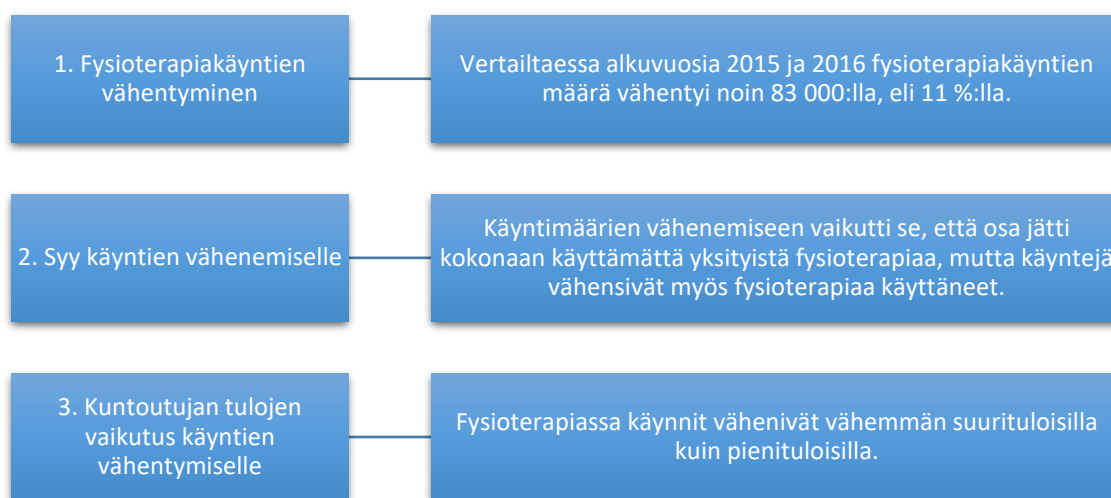 1. Fysioterapiakäyntien
vähentyminen
Vertailtaessa alkuvuosia 2015 ja 2016 fysioterapiakäyntien
määrä vähentyi noin 83 000:lla, eli 11 %:lla.
2. Syy käyntien vähenemiselle
Käyntimäärien vähenemiseen vaikutti se, että osa jätti
kokonaan käyttämättä yksityistä fysioterapiaa, mutta käyntejä
vähensivät myös fysioterapiaa käyttäneet.
3. Kuntoutujan tulojen
vaikutus käyntien
vähentymiselle
Fysioterapiassa käynnit vähenivät vähemmän suurituloisilla
kuin pienituloisilla.